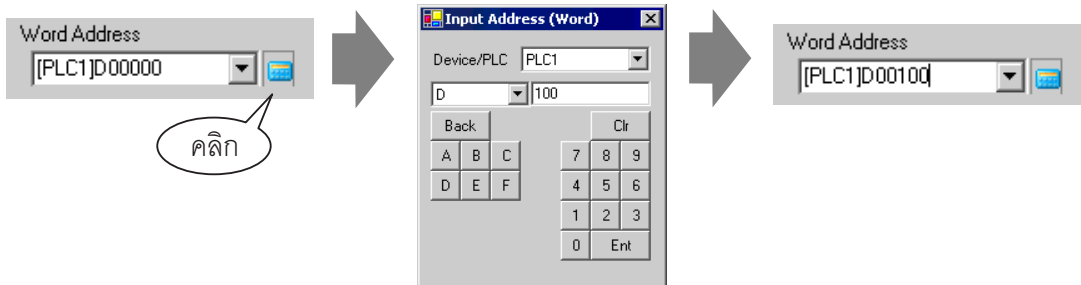 Word Address
[PLC1]D00000
คลิก
Input Address (Word)
Device/PLC PLC1
D 100
Back Clr
A B C 7 8 9
D E F 4 5 6
1 2 3
0 Ent
Word Address
[PLC1]D00100